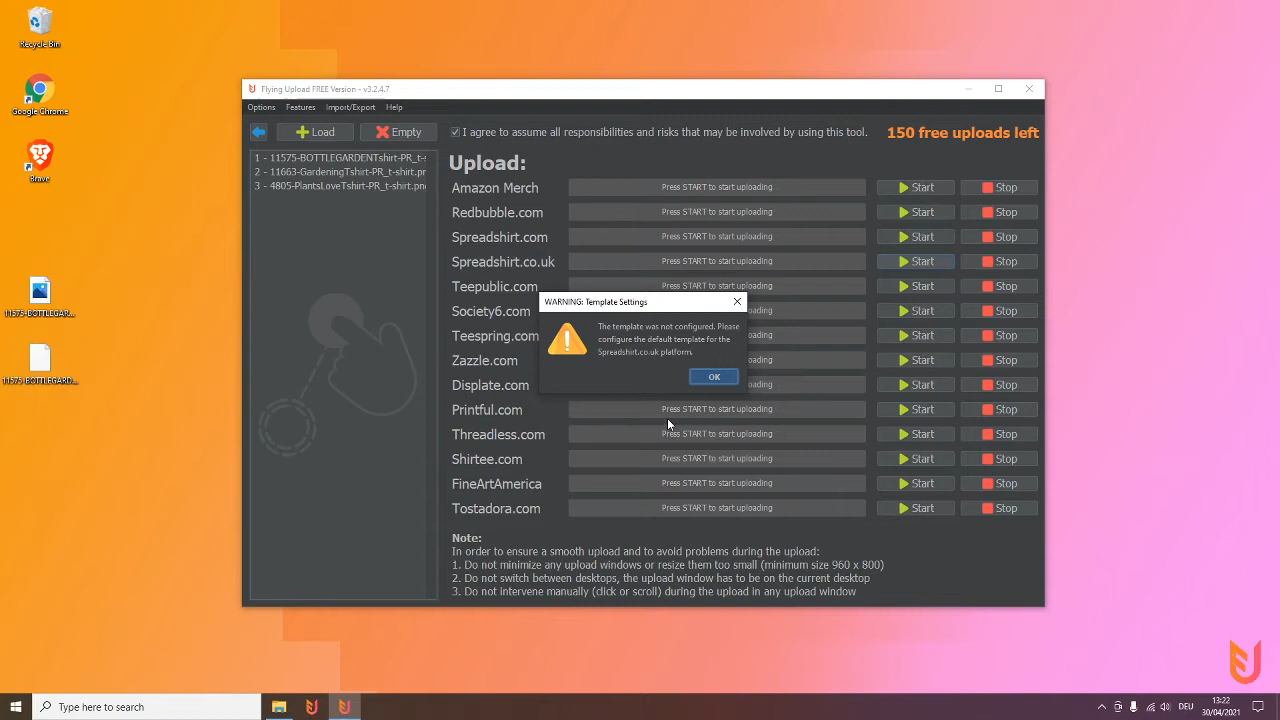 Recycle Bin
Google Chrome
Brave
11575-BOTTLEGAR...
11575-BOTTLEGARD...
Flying Upload FREE Version - v3.2.4.7
Options Features Import/Export Help
Load Empty I agree to assume all responsibilities and risks that may be involved by using this tool. 150 free uploads left
1 - 11575-BOTTLEGARDENTshirt-PR_t-s
2 - 11663-GardeningTshirt-PR_t-shirt.pn
3 - 4805-PlantsLoveTshirt-PR_t-shirt.png
Upload:
Amazon Merch Press START to start uploading Start Stop
Redbubble.com Press START to start uploading Start Stop
Spreadshirt.com Press START to start uploading Start Stop
Spreadshirt.co.uk Press START to start uploading Start Stop
Teepublic.com Press START to start uploading Start Stop
Society6.com uploading Start Stop
Teespring.com uploading Start Stop
Zazzle.com uploading Start Stop
Displate.com uploading Start Stop
Printful.com Press START to start uploading Start Stop
Threadless.com Press START to start uploading Start Stop
Shirtee.com Press START to start uploading Start Stop
FineArtAmerica Press START to start uploading Start Stop
Tostadora.com Press START to start uploading Start Stop
WARNING: Template Settings
The template was not configured. Please
configure the default template for the
Spreadshirt.co.uk platform.
OK
Note:
In order to ensure a smooth upload and to avoid problems during the upload:
1. Do not minimize any upload windows or resize them too small (minimum size 960 x 800)
2. Do not switch between desktops, the upload window has to be on the current desktop
3. Do not intervene manually (click or scroll) during the upload in any upload window
Type here to search
DEU
13:22
30/04/2021